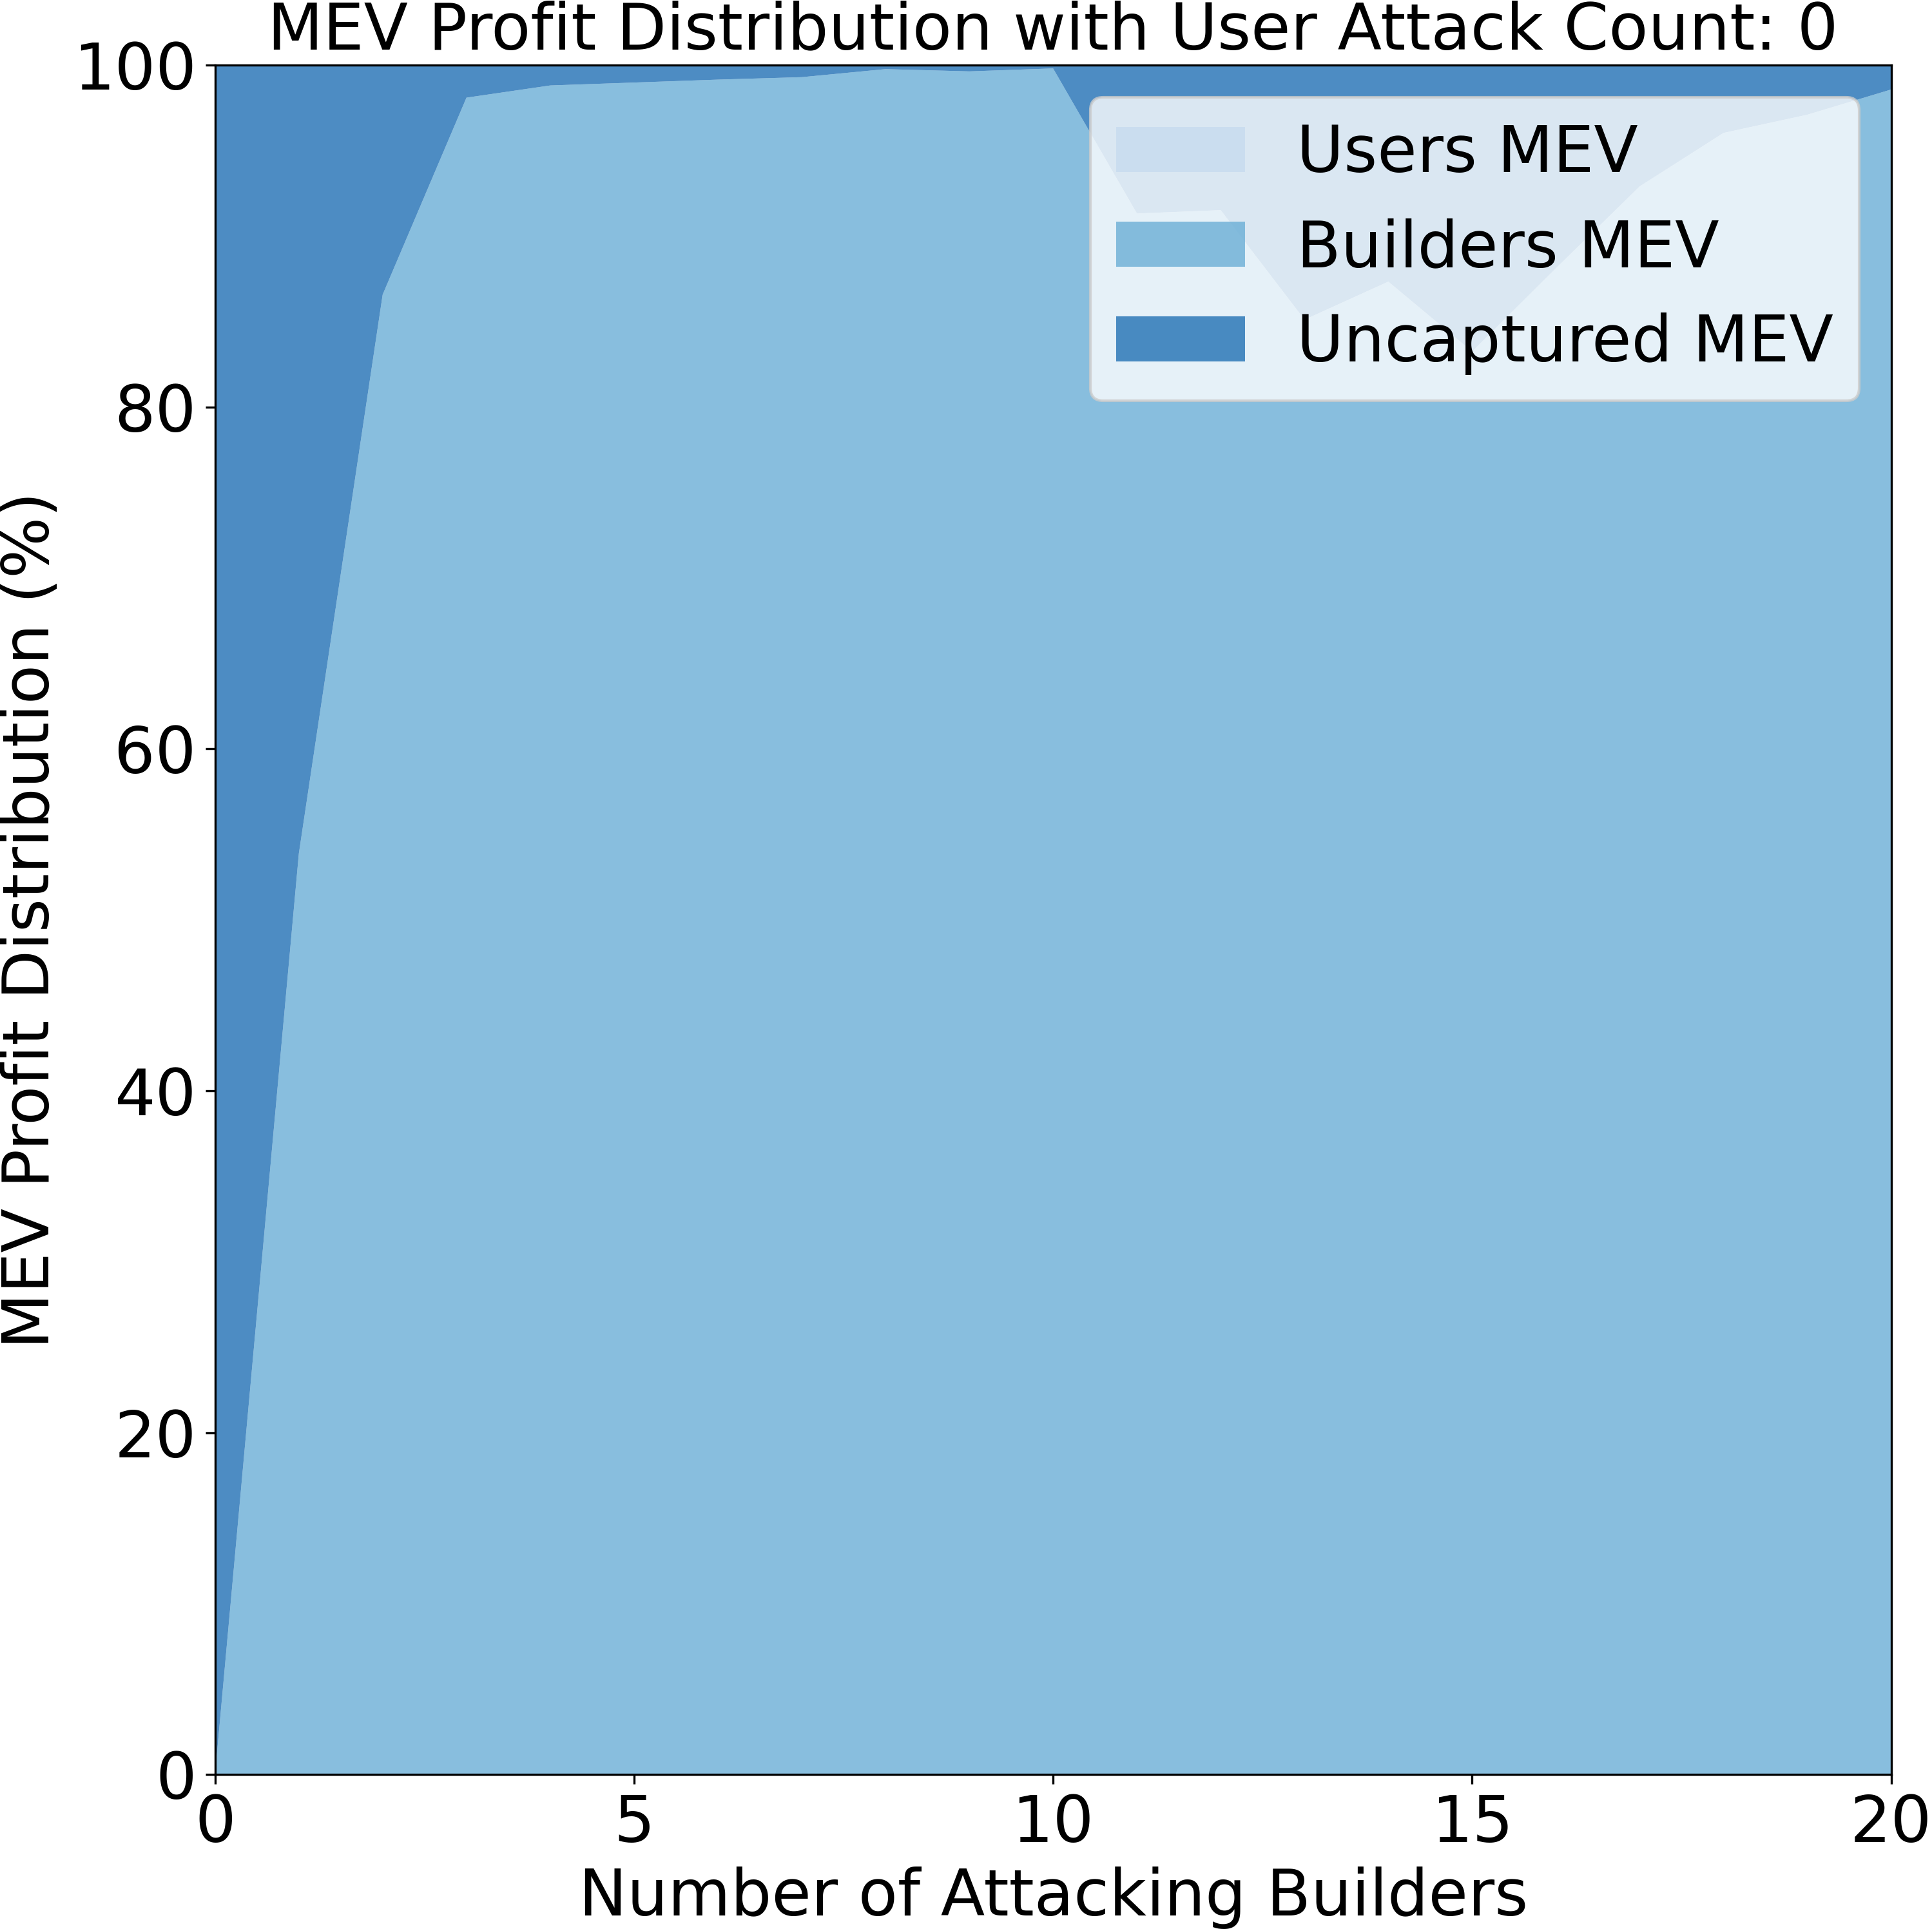 MEV Profit Distribution with User Attack Count: 0
MEV Profit Distribution (%)
100
80
60
40
20
0
Users MEV
Builders MEV
Uncaptured MEV
0 5 10 15 20
Number of Attacking Builders